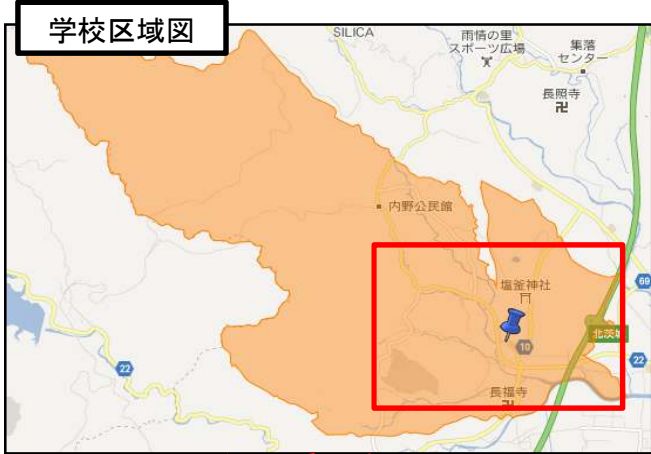 学校区域図
SILICA
雨情の里
スポーツ広場
集落
センター
長照寺
内野公民館
塩釜神社
69
北茨城
10
22
22
長福寺